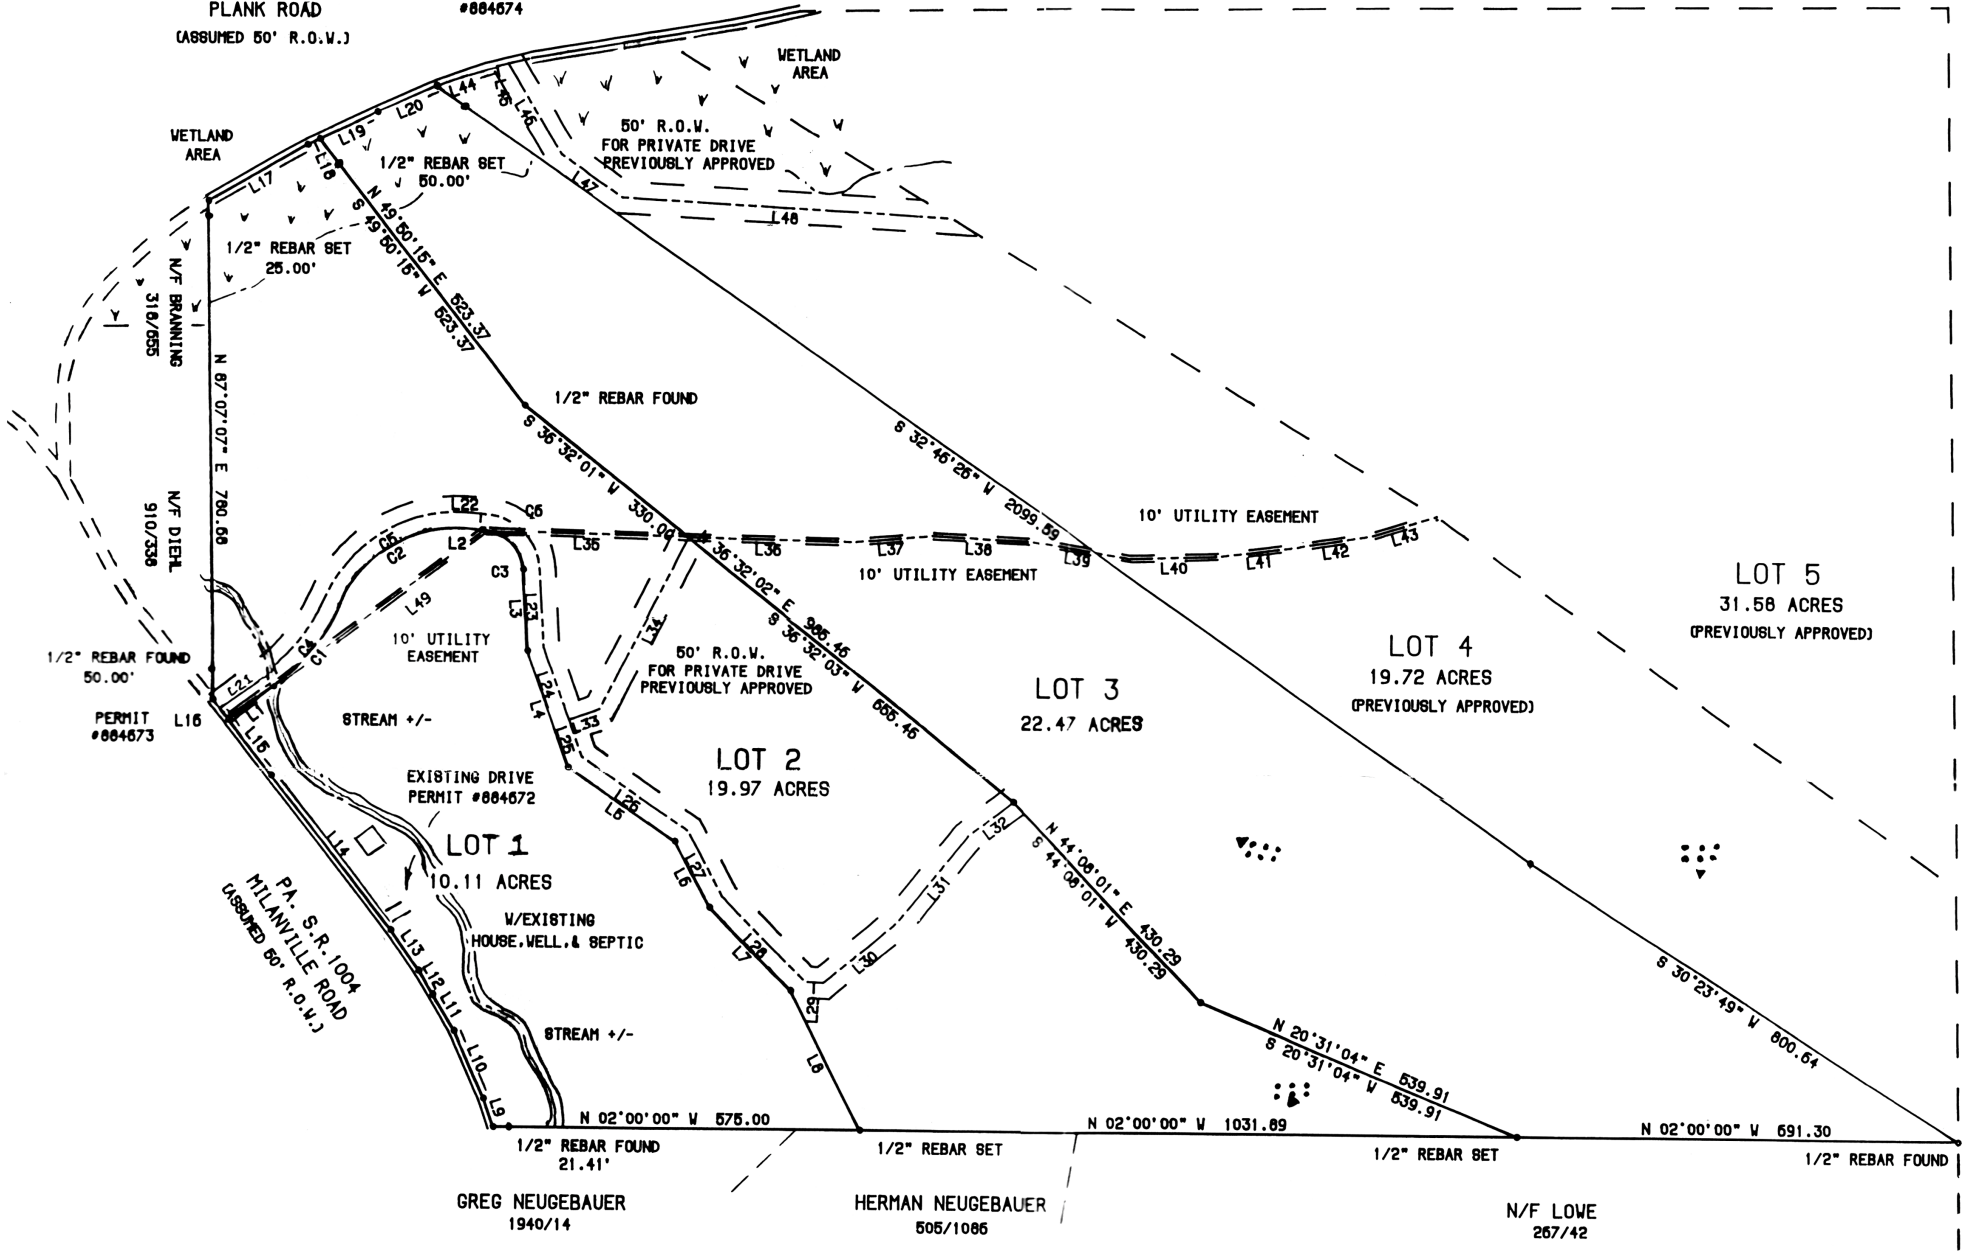 PLANK ROAD
(ASSUMED 50' R.O.W.)
#884674
WETLAND
AREA
WETLAND
AREA
L44
L45
L46
L20
L19
L18
L17
50' R.O.W.
FOR PRIVATE DRIVE
PREVIOUSLY APPROVED
L47
L48
1/2" REBAR SET
50.00'
1/2" REBAR SET
25.00'
N 49°50'15" E 523.37
S 49°50'15" W 523.37
N/F BRANNING
318/655
N 87°07'07" E 760.66
N/F DIEHL
910/338
1/2" REBAR FOUND
S 36°32'01" W 330.00
S 32°46'26" W 2099.59
10' UTILITY EASEMENT
10' UTILITY EASEMENT
L22
C6
C5
C2
L2
C3
L35
L36
L37
L38
L39
L40
L41
L42
L43
L49
L3
L23
L34
10' UTILITY
EASEMENT
N 36°32'02" E 985.46
S 36°32'03" W 655.46
50' R.O.W.
FOR PRIVATE DRIVE
PREVIOUSLY APPROVED
LOT 5
31.58 ACRES
(PREVIOUSLY APPROVED)
LOT 4
19.72 ACRES
(PREVIOUSLY APPROVED)
LOT 3
22.47 ACRES
LOT 2
19.97 ACRES
1/2" REBAR FOUND
50.00'
PERMIT
#884673
L16
L21
L1
L15
C4
C1
STREAM +/-
L24
L4
L33
L25
L26
L5
L27
L6
L28
L7
L29
L30
L31
L32
L8
EXISTING DRIVE
PERMIT #884672
LOT 1
10.11 ACRES
W/EXISTING
HOUSE,WELL,& SEPTIC
L14
L13
L12
L11
L10
L9
PA. S.R.1004
MILANVILLE ROAD
(ASSUMED 50' R.O.W.)
STREAM +/-
N 44°08'01" E 430.29
S 44°08'01" W 430.29
N 20°31'04" E 539.91
S 20°31'04" W 539.91
S 30°23'49" W 800.64
N 02°00'00" W 575.00
N 02°00'00" W 1031.89
N 02°00'00" W 691.30
1/2" REBAR FOUND
21.41'
1/2" REBAR SET
1/2" REBAR SET
1/2" REBAR FOUND
GREG NEUGEBAUER
1940/14
HERMAN NEUGEBAUER
505/1086
N/F LOWE
267/42